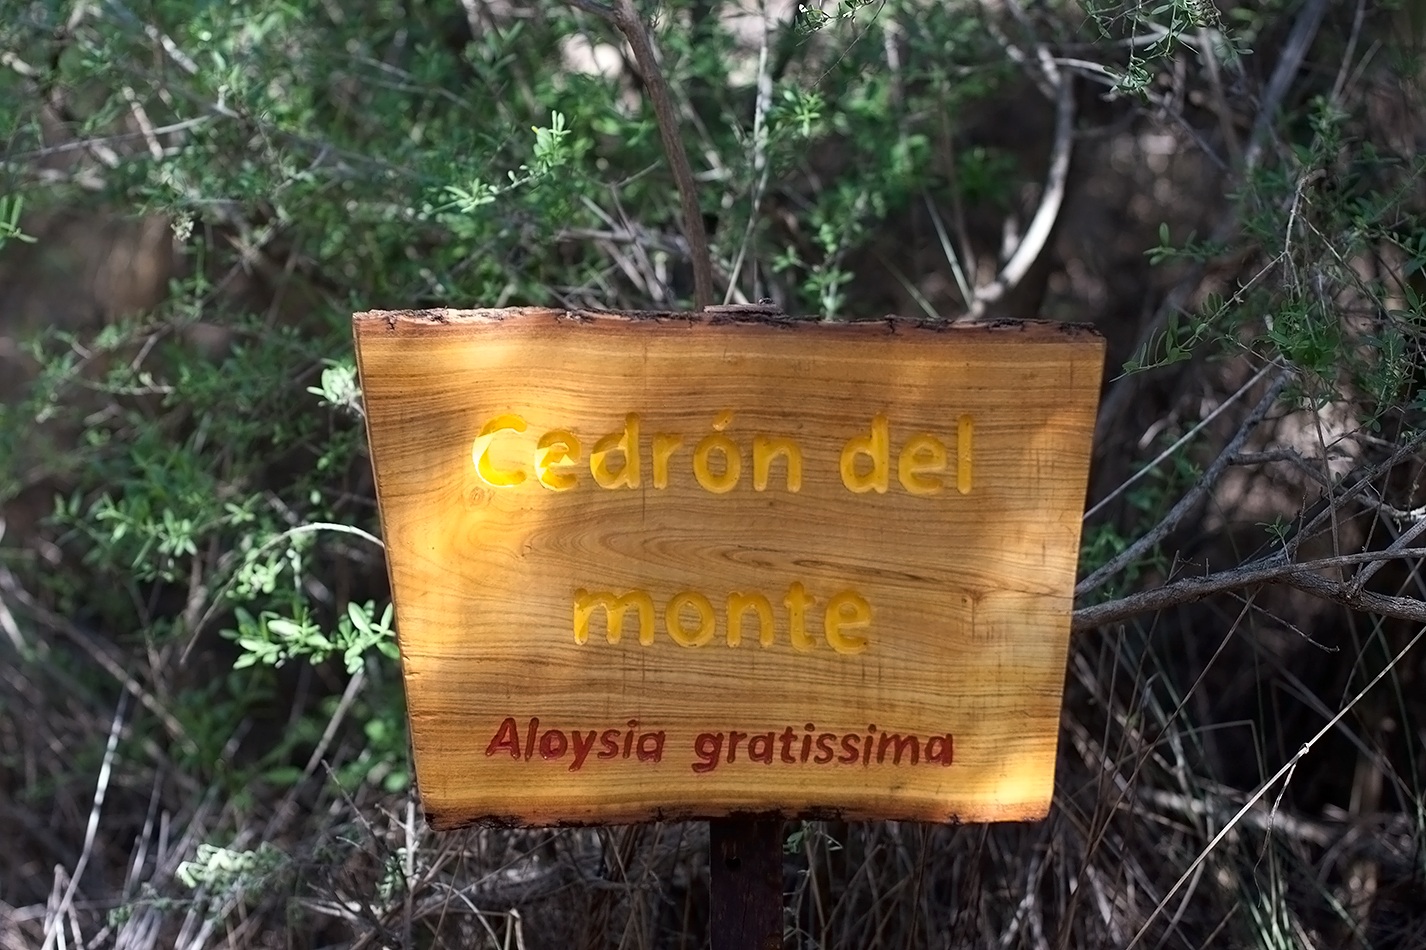 Cedrón del
monte
Aloysia gratissima